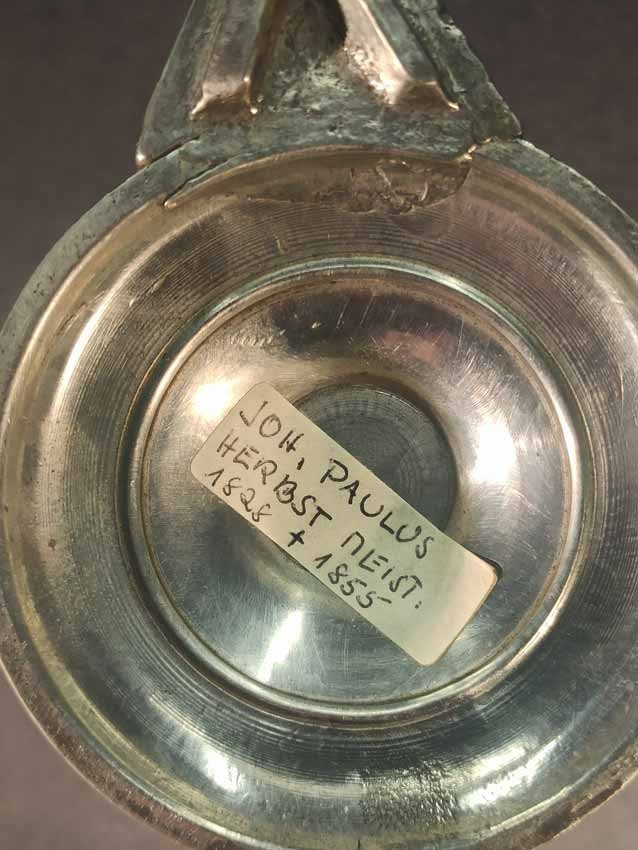 JOH. PAULUS
HERBST MEIST.
1828 + 1855